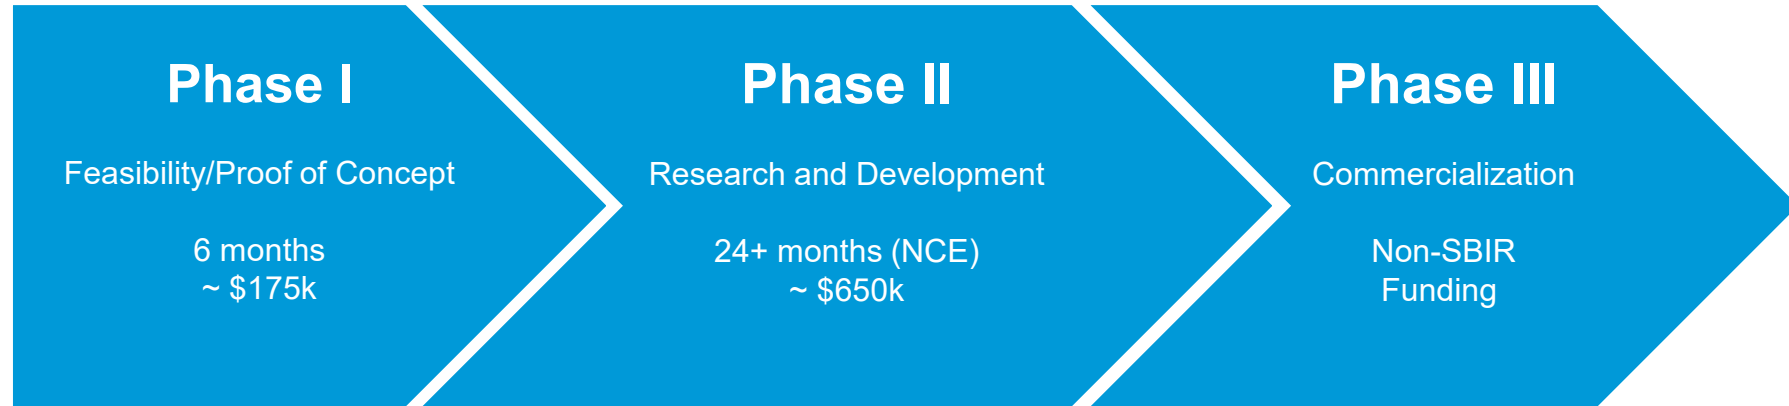 Phase I
Feasibility/Proof of Concept
6 months
~ $175k
Phase II
Research and Development
24+ months (NCE)
~ $650k
Phase III
Commercialization
Non-SBIR
Funding